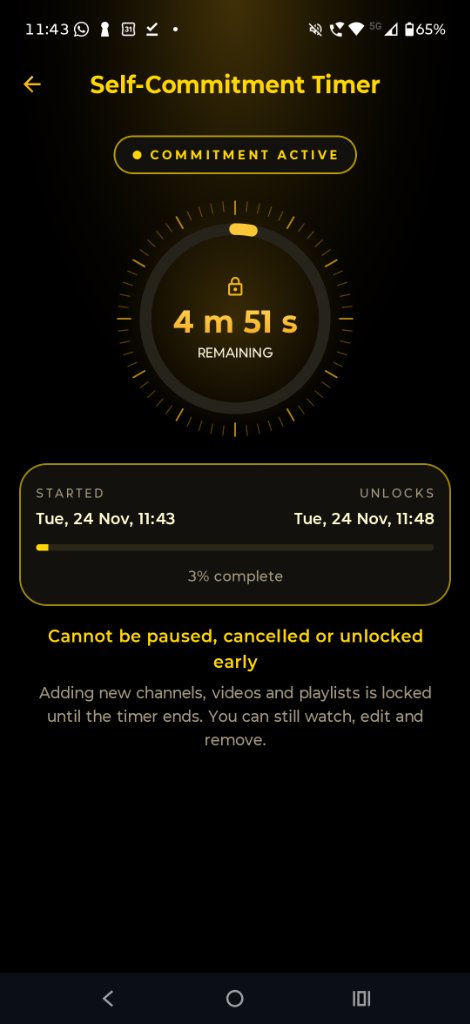 11:43
31
5G
65%
Self-Commitment Timer
COMMITMENT ACTIVE
4 m 51 s
REMAINING
STARTED
UNLOCKS
Tue, 24 Nov, 11:43
Tue, 24 Nov, 11:48
3% complete
Cannot be paused, cancelled or unlocked
early
Adding new channels, videos and playlists is locked
until the timer ends. You can still watch, edit and
remove.